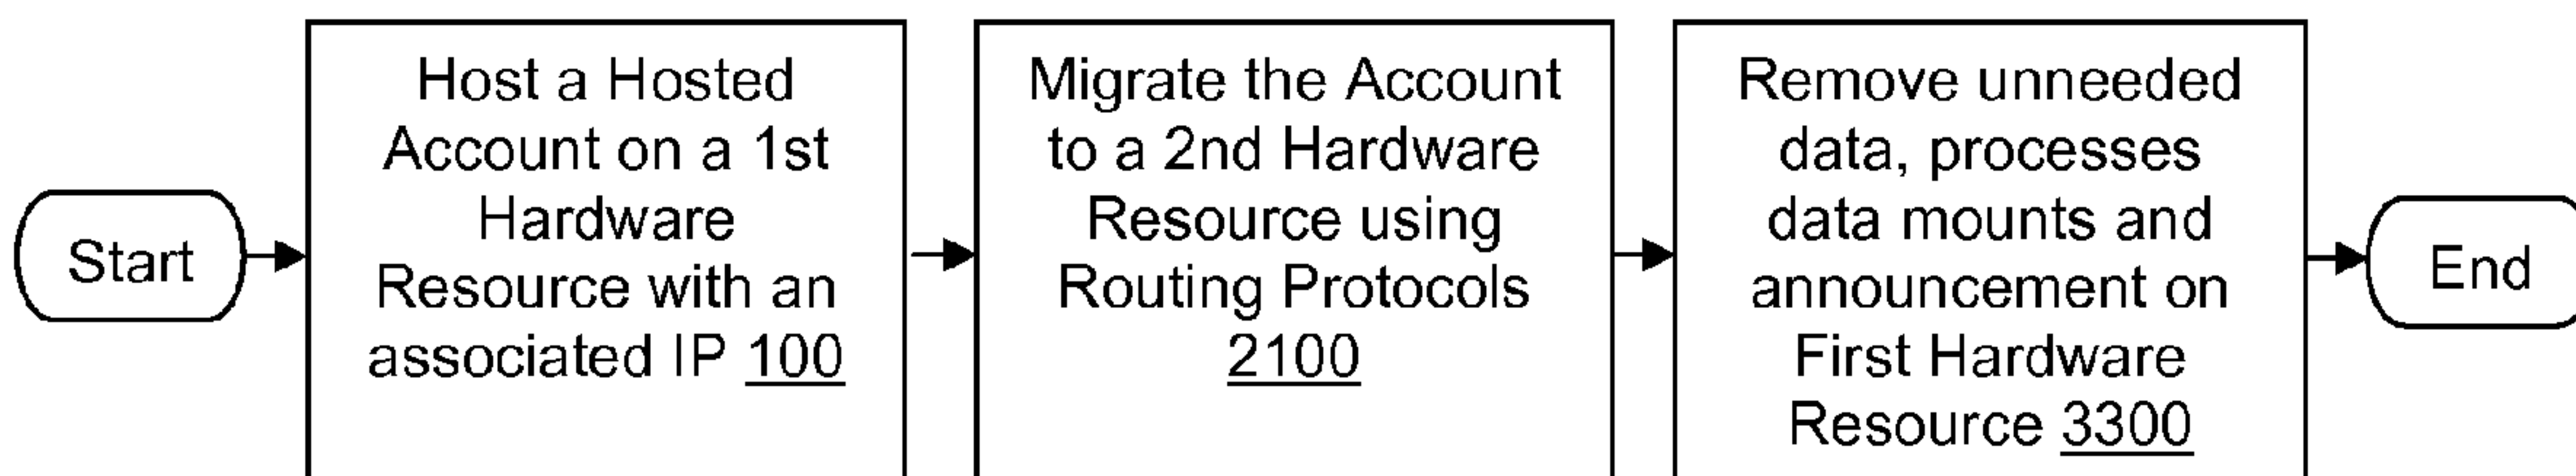 Start
Host a Hosted
Account on a 1st
Hardware
Resource with an
associated IP 100
Migrate the Account
to a 2nd Hardware
Resource using
Routing Protocols
2100
Remove unneeded
data, processes
data mounts and
announcement on
First Hardware
Resource 3300
End